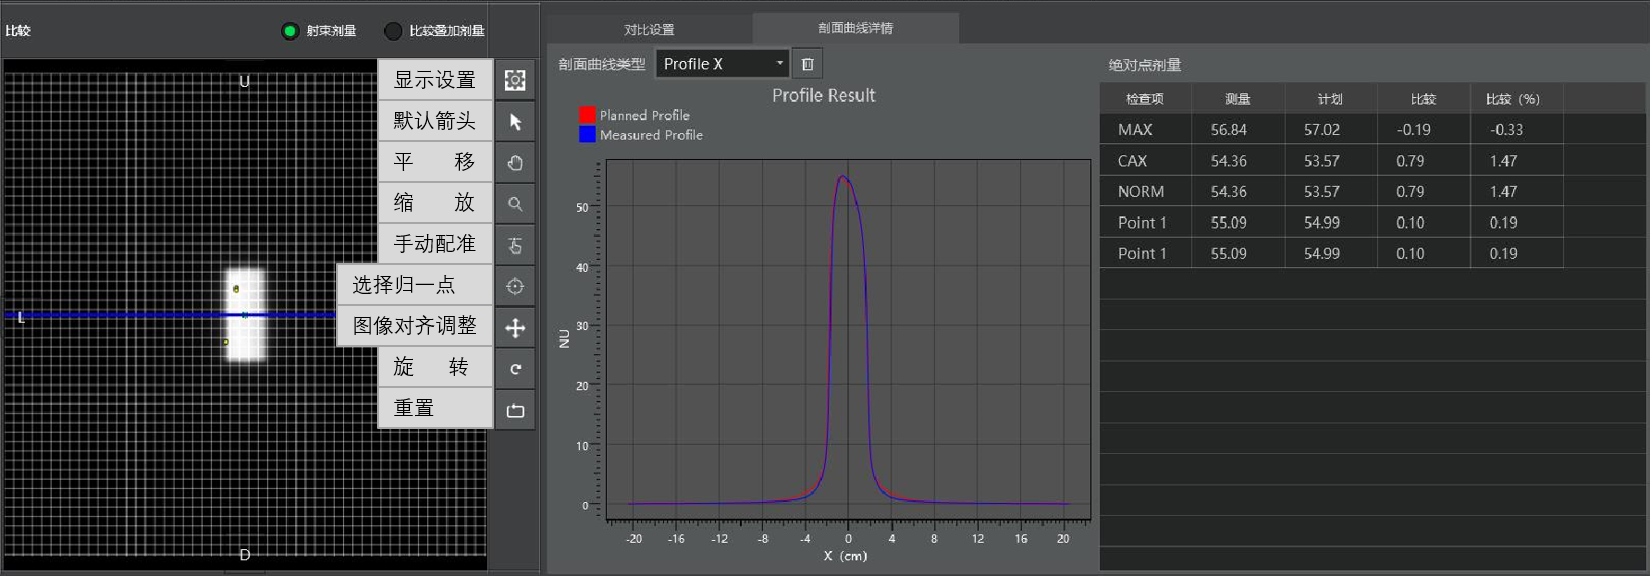 比较
射束剂量
比较叠加剂量
U
L
D
显示设置
默认箭头
平 移
缩 放
手动配准
选择归一点
图像对齐调整
旋 转
重置
对比设置
剖面曲线详情
剖面曲线类型
Profile X
Profile Result
Planned Profile
Measured Profile
NU
50
40
30
20
10
0
-20 -16 -12 -8 -4 0 4 8 12 16 20
X (cm)
绝对点剂量
检查项 测量 计划 比较 比较 (%)
MAX 56.84 57.02 -0.19 -0.33
CAX 54.36 53.57 0.79 1.47
NORM 54.36 53.57 0.79 1.47
Point 1 55.09 54.99 0.10 0.19
Point 1 55.09 54.99 0.10 0.19